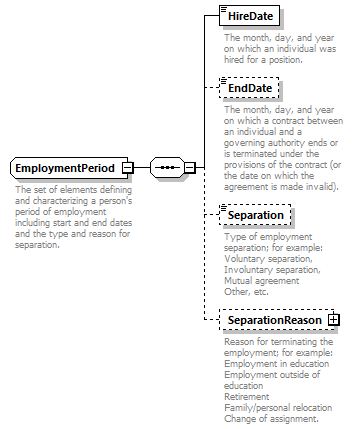 HireDate
The month, day, and year
on which an individual was
hired for a position.
EndDate
The month, day, and year
on which a contract between
an individual and a
governing authority ends or
is terminated under the
provisions of the contract (or
the date on which the
agreement is made invalid).
EmploymentPeriod
The set of elements defining
and characterizing a person's
period of employment
including start and end dates
and the type and reason for
separation.
Separation
Type of employment
separation; for example:
Voluntary separation,
Involuntary separation,
Mutual agreement
Other, etc.
SeparationReason
Reason for terminating the
employment; for example:
Employment in education
Employment outside of
education
Retirement
Family/personal relocation
Change of assignment.